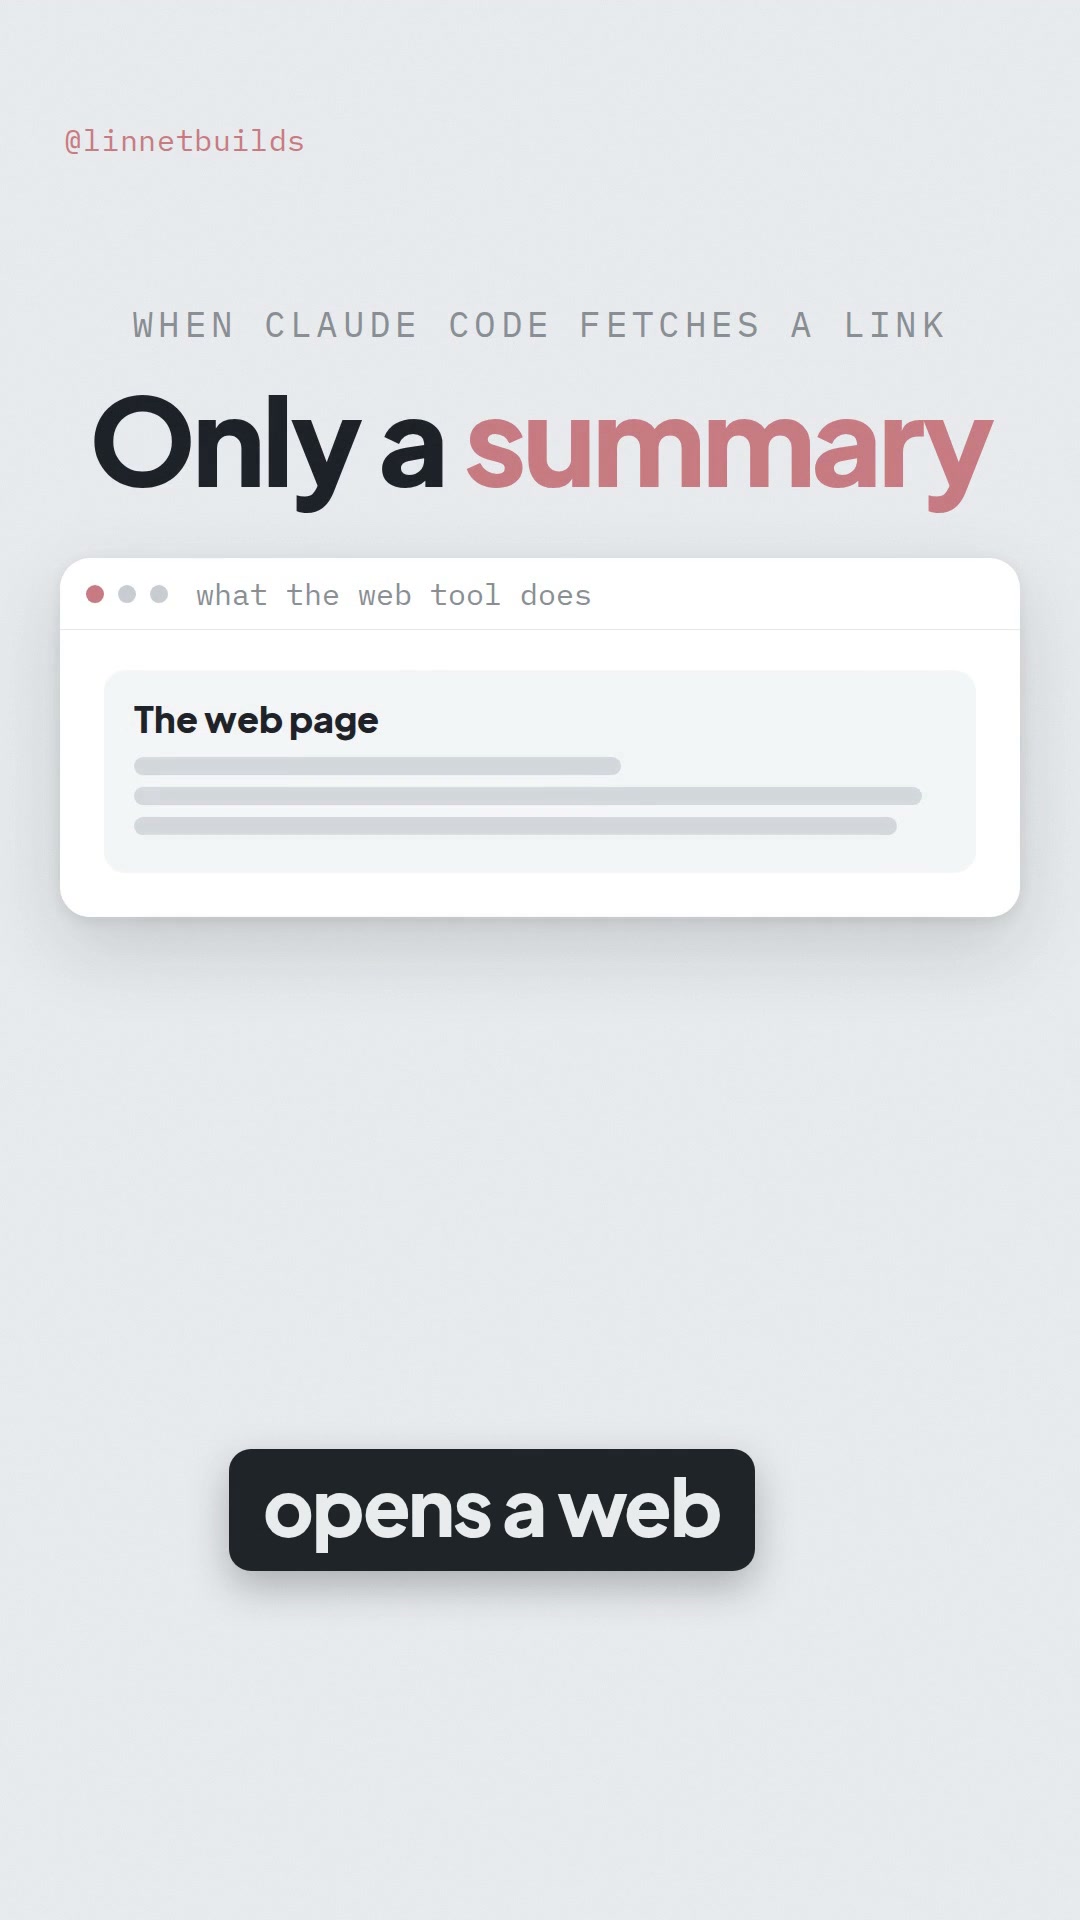 @linnetbuilds
WHEN CLAUDE CODE FETCHES A LINK
Only a summary
what the web tool does
The web page
opens a web